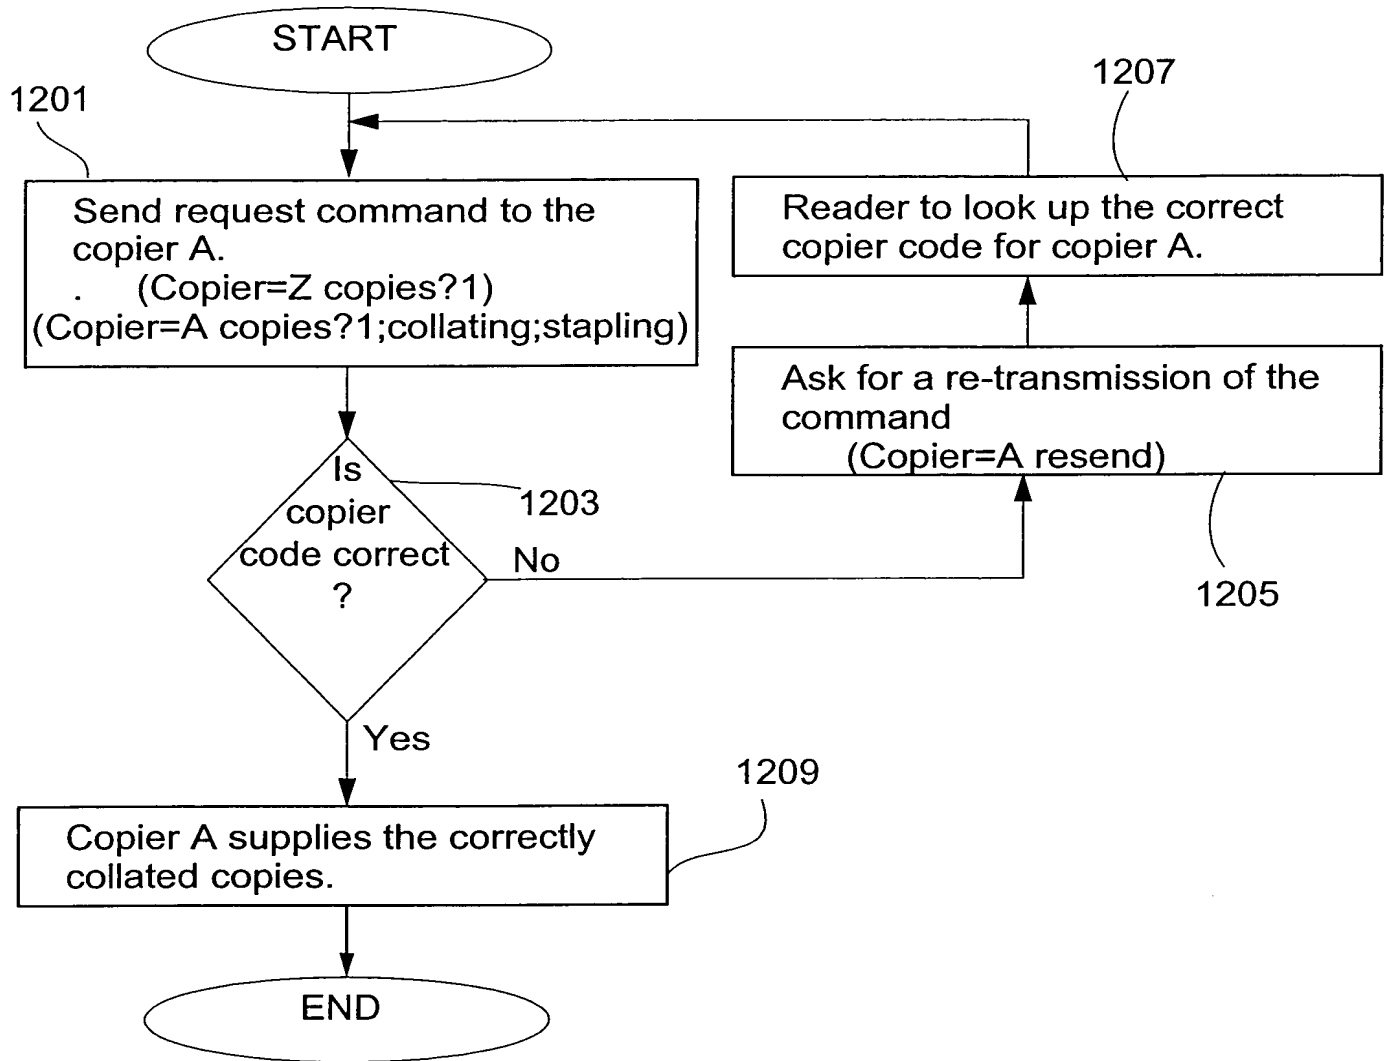 START
1201
Send request command to the
copier A.
. (Copier=Z copies?1)
(Copier=A copies?1;collating;stapling)
1207
Reader to look up the correct
copier code for copier A.
Ask for a re-transmission of the
command
(Copier=A resend)
1205
Is
copier
code correct
?
1203
No
Yes
1209
Copier A supplies the correctly
collated copies.
END